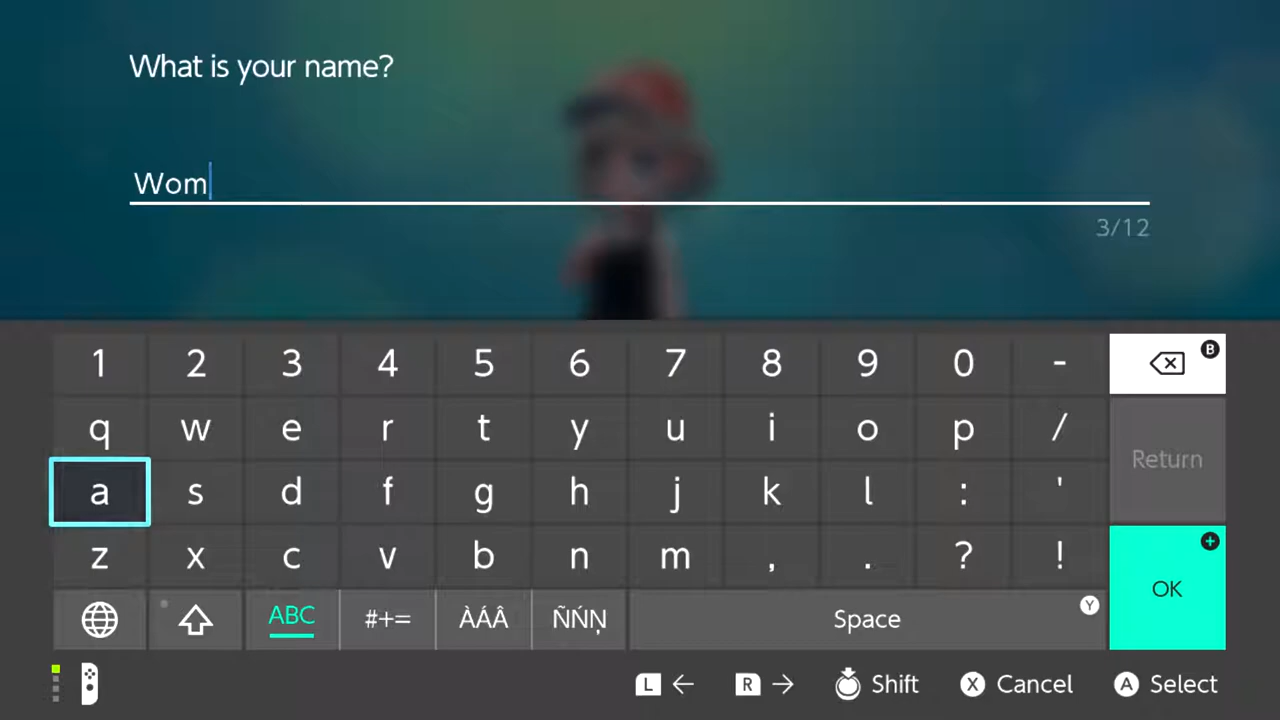 What is your name?
Wom
3/12
1 2 3 4 5 6 7 8 9 0 - B
q w e r t y u i o p /
a s d f g h j k l : ' Return
z x c v b n m , . ? ! + OK
ABC #+= ÀÁÂ ÑŃŅ Space Y
L ← R → Shift X Cancel A Select